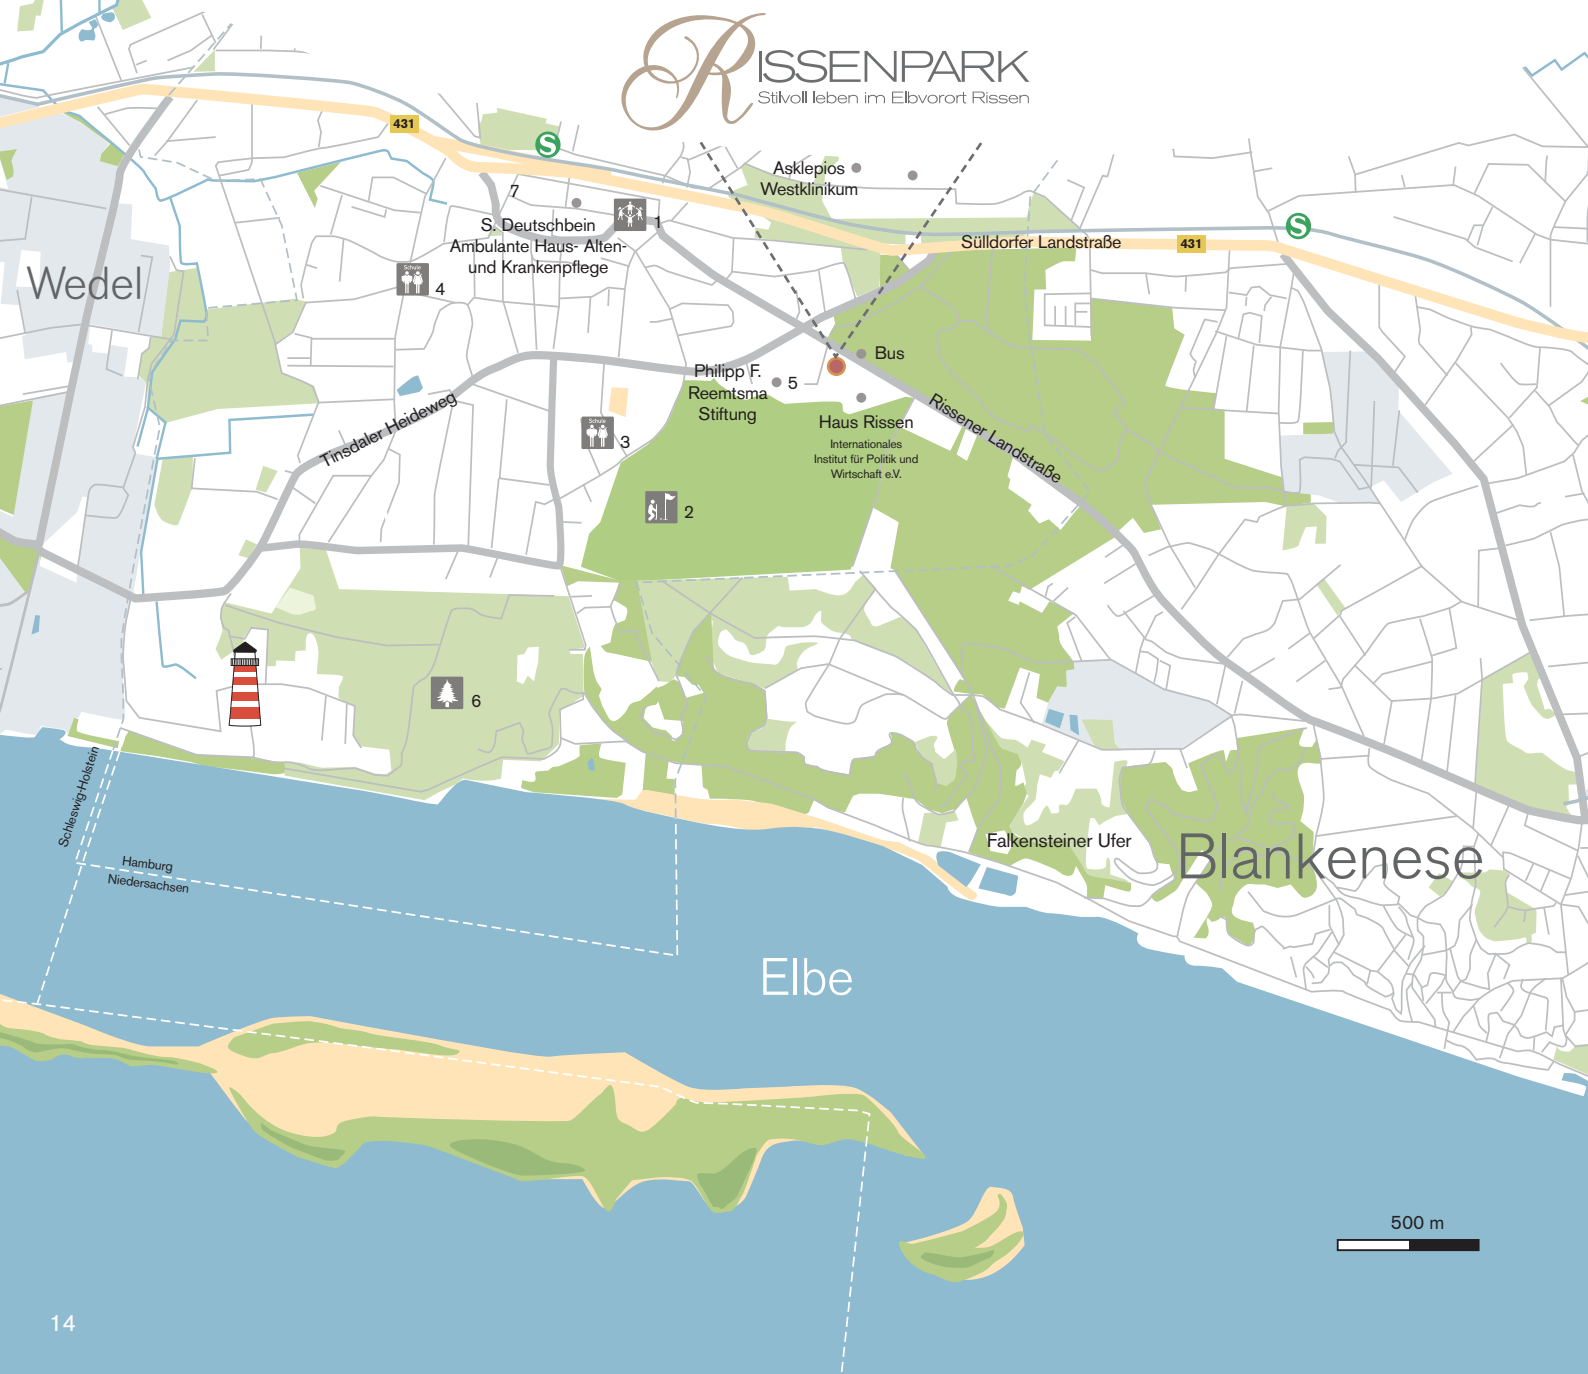 RISSENPARK
Stilvoll leben im Elbvorort Rissen
431
S
7
S. Deutschbein
Ambulante Haus- Alten-
und Krankenpflege
1
Asklepios
Westklinikum
Sülldorfer Landstraße
431
S
Wedel
Schule
4
Bus
Philipp F.
Reemtsma
Stiftung
5
Haus Rissen
Internationales
Institut für Politik und
Wirtschaft e.V.
Rissener Landstraße
Tinsdaler Heideweg
Schule
3
2
6
Schleswig-Holstein
Hamburg
Niedersachsen
Falkensteiner Ufer
Blankenese
Elbe
500 m
14